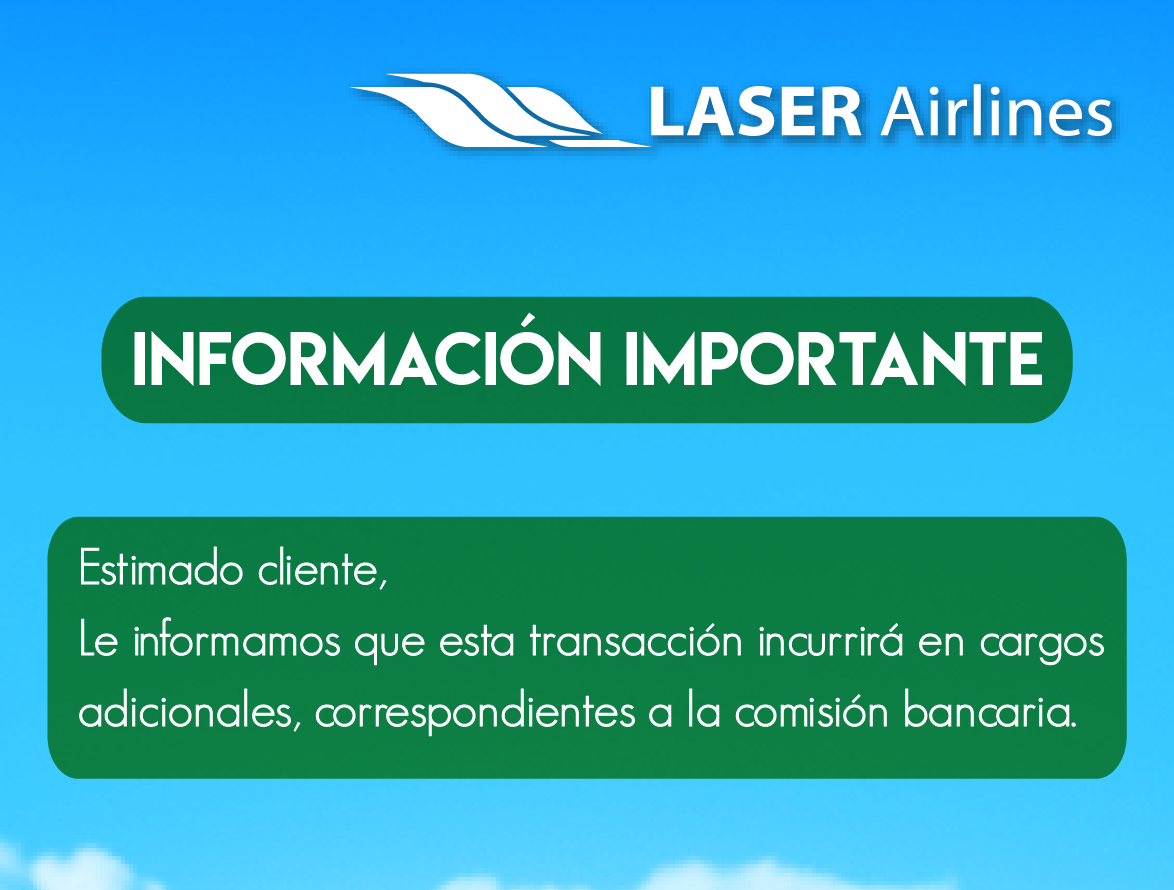 LASER Airlines
INFORMACIÓN IMPORTANTE
Estimado cliente,
Le informamos que esta transacción incurrirá en cargos
adicionales, correspondientes a la comisión bancaria.